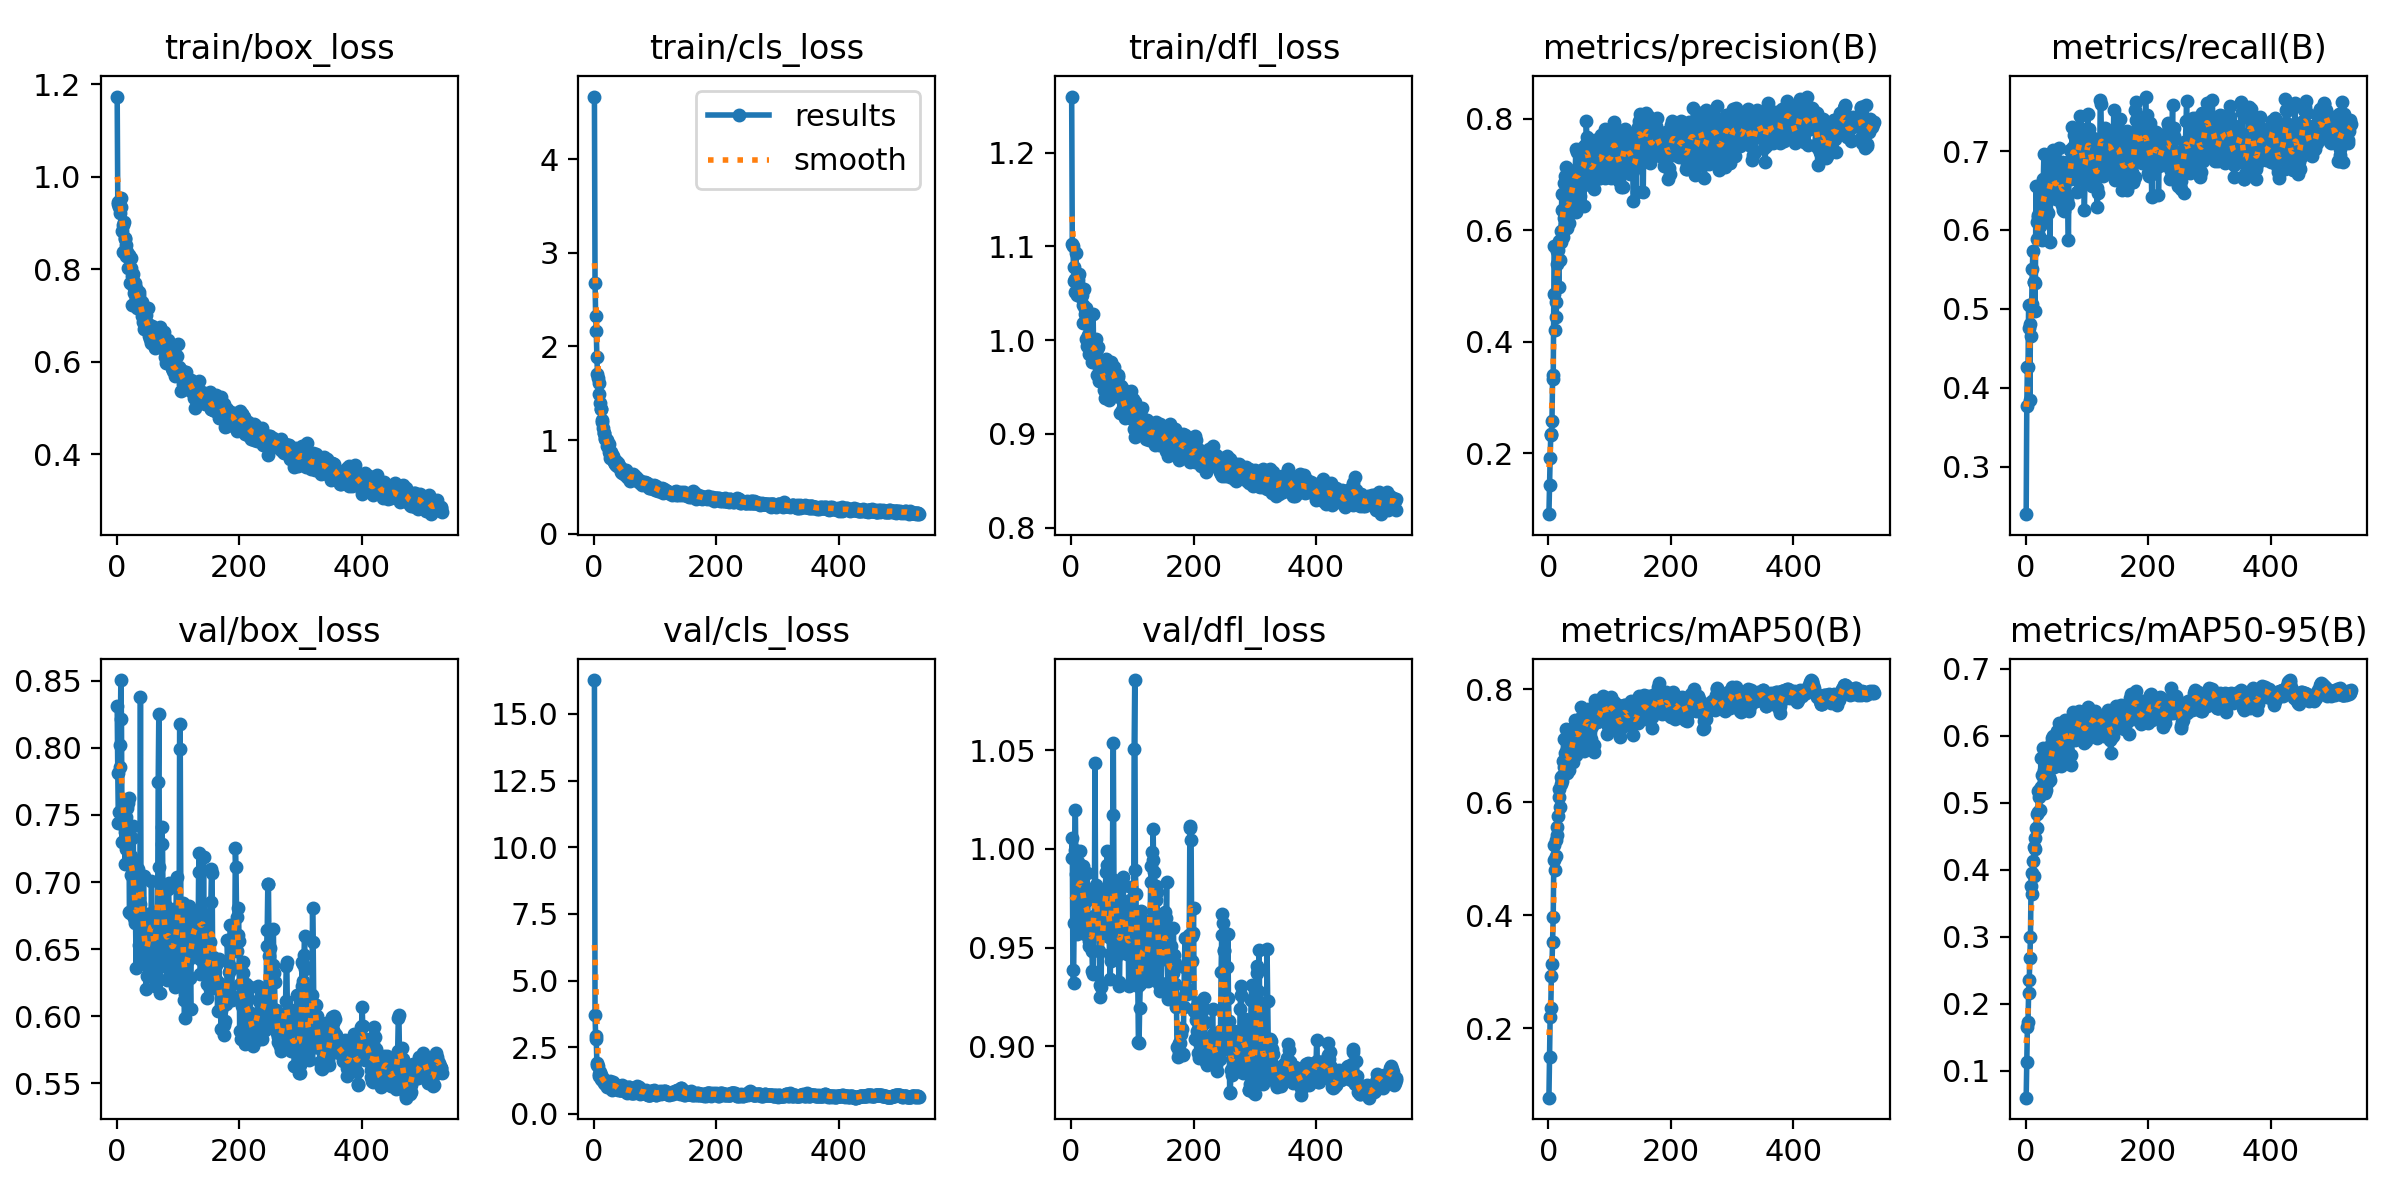 train/box_loss
1.2
1.0
0.8
0.6
0.4
0 200 400
train/cls_loss
results
smooth
4
3
2
1
0
0 200 400
train/dfl_loss
1.2
1.1
1.0
0.9
0.8
0 200 400
metrics/precision(B)
0.8
0.6
0.4
0.2
0 200 400
metrics/recall(B)
0.7
0.6
0.5
0.4
0.3
0 200 400
val/box_loss
0.85
0.80
0.75
0.70
0.65
0.60
0.55
0 200 400
val/cls_loss
15.0
12.5
10.0
7.5
5.0
2.5
0.0
0 200 400
val/dfl_loss
1.05
1.00
0.95
0.90
0 200 400
metrics/mAP50(B)
0.8
0.6
0.4
0.2
0 200 400
metrics/mAP50-95(B)
0.7
0.6
0.5
0.4
0.3
0.2
0.1
0 200 400